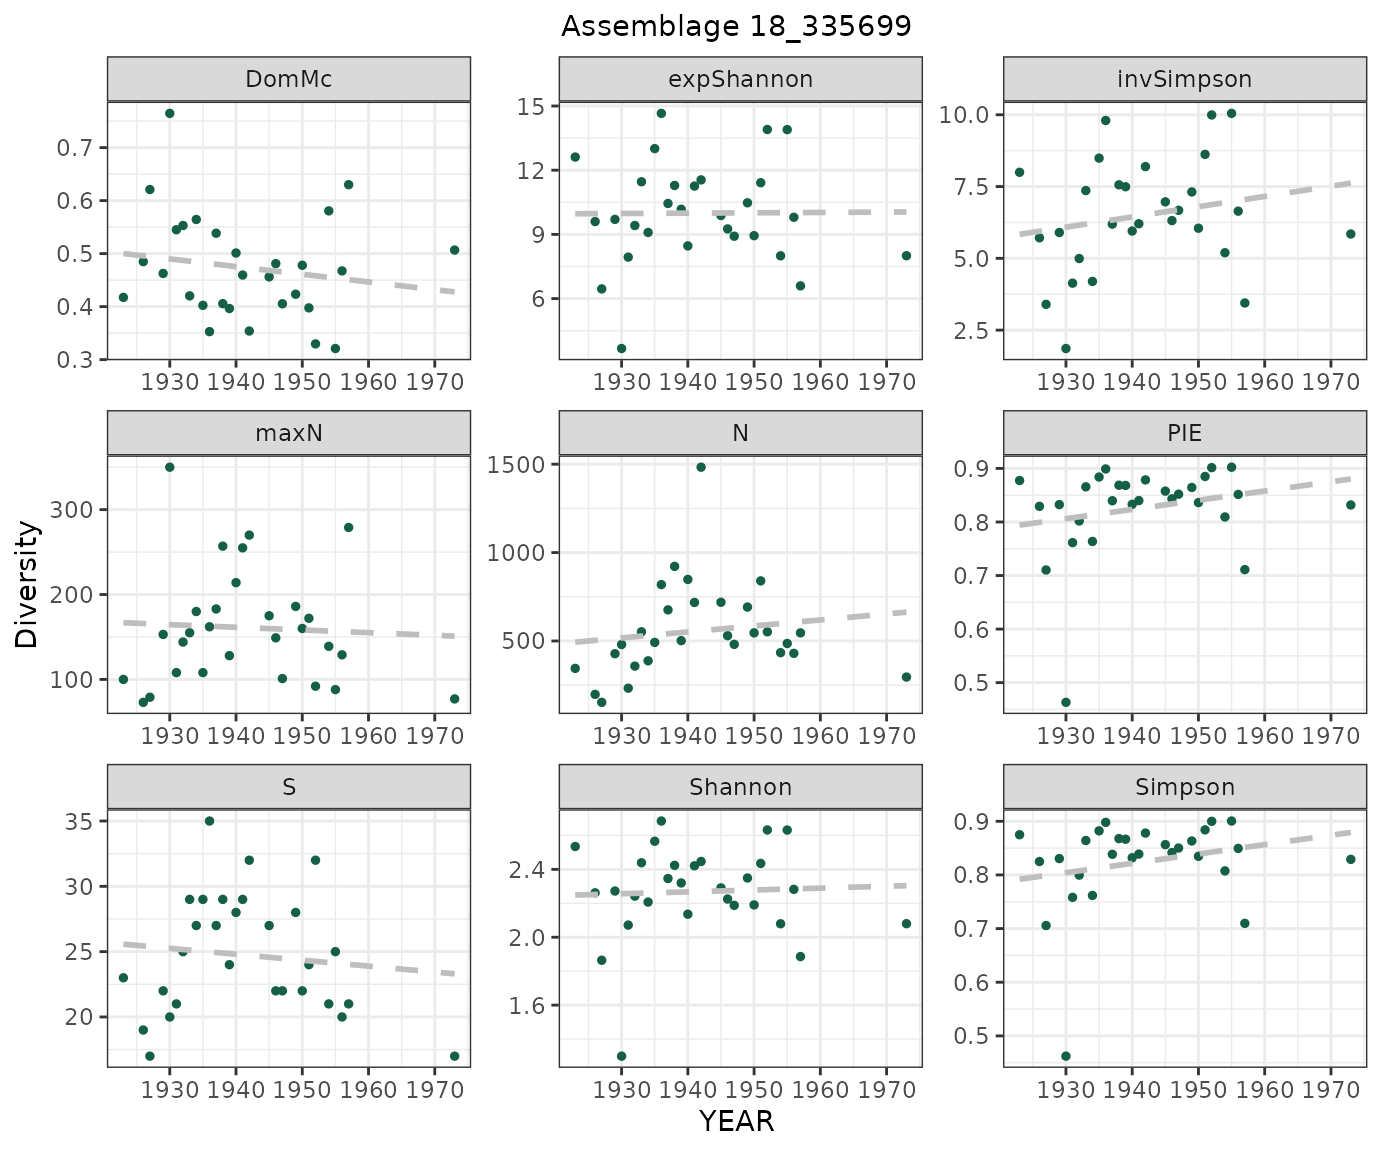 Assemblage 18_335699
DomMc
expShannon
invSimpson
0.7
0.6
0.5
0.4
0.3
15
12
9
6
10.0
7.5
5.0
2.5
1930 1940 1950 1960 1970
1930 1940 1950 1960 1970
1930 1940 1950 1960 1970
maxN
N
PIE
300
200
100
1500
1000
500
0.9
0.8
0.7
0.6
0.5
1930 1940 1950 1960 1970
1930 1940 1950 1960 1970
1930 1940 1950 1960 1970
Diversity
S
Shannon
Simpson
35
30
25
20
2.4
2.0
1.6
0.9
0.8
0.7
0.6
0.5
1930 1940 1950 1960 1970
1930 1940 1950 1960 1970
1930 1940 1950 1960 1970
YEAR